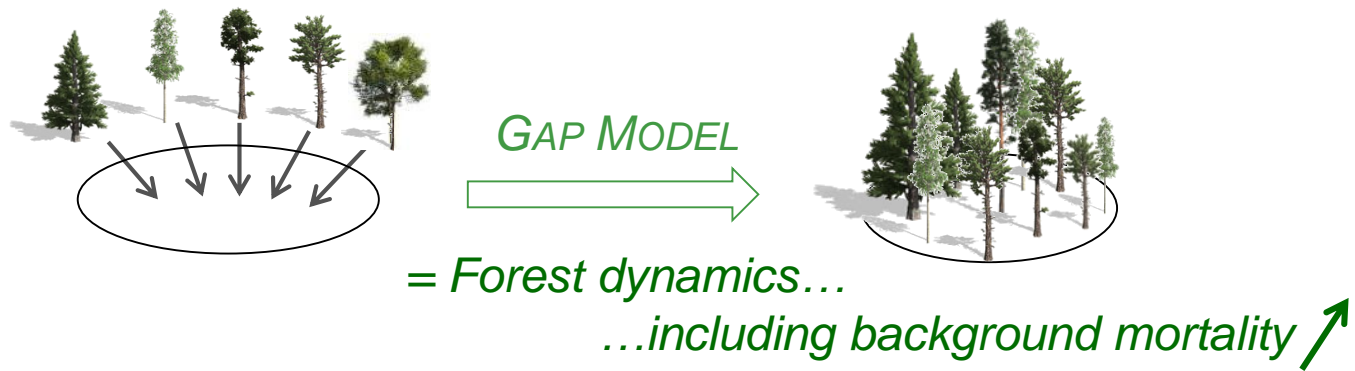 GAP MODEL
= Forest dynamics…
…including background mortality